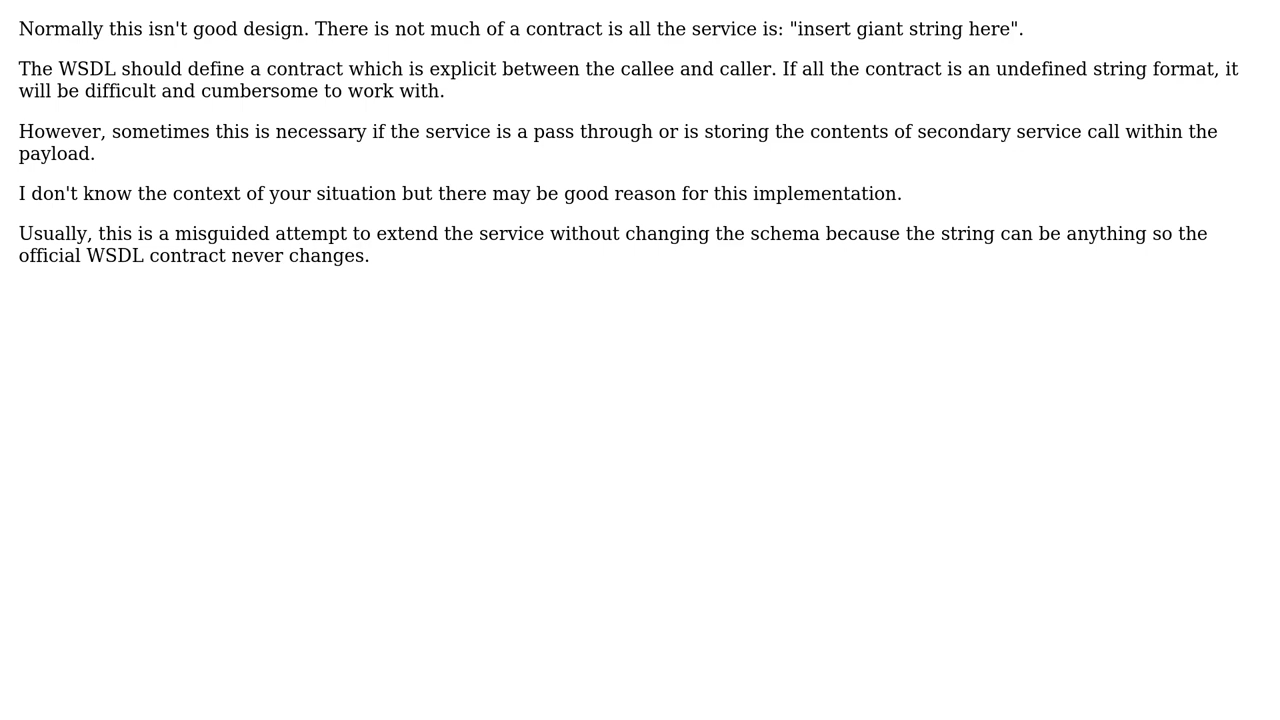 Normally this isn't good design. There is not much of a contract is all the service is: "insert giant string here".
The WSDL should define a contract which is explicit between the callee and caller. If all the contract is an undefined string format, it
will be difficult and cumbersome to work with.
However, sometimes this is necessary if the service is a pass through or is storing the contents of secondary service call within the
payload.
I don't know the context of your situation but there may be good reason for this implementation.
Usually, this is a misguided attempt to extend the service without changing the schema because the string can be anything so the
official WSDL contract never changes.